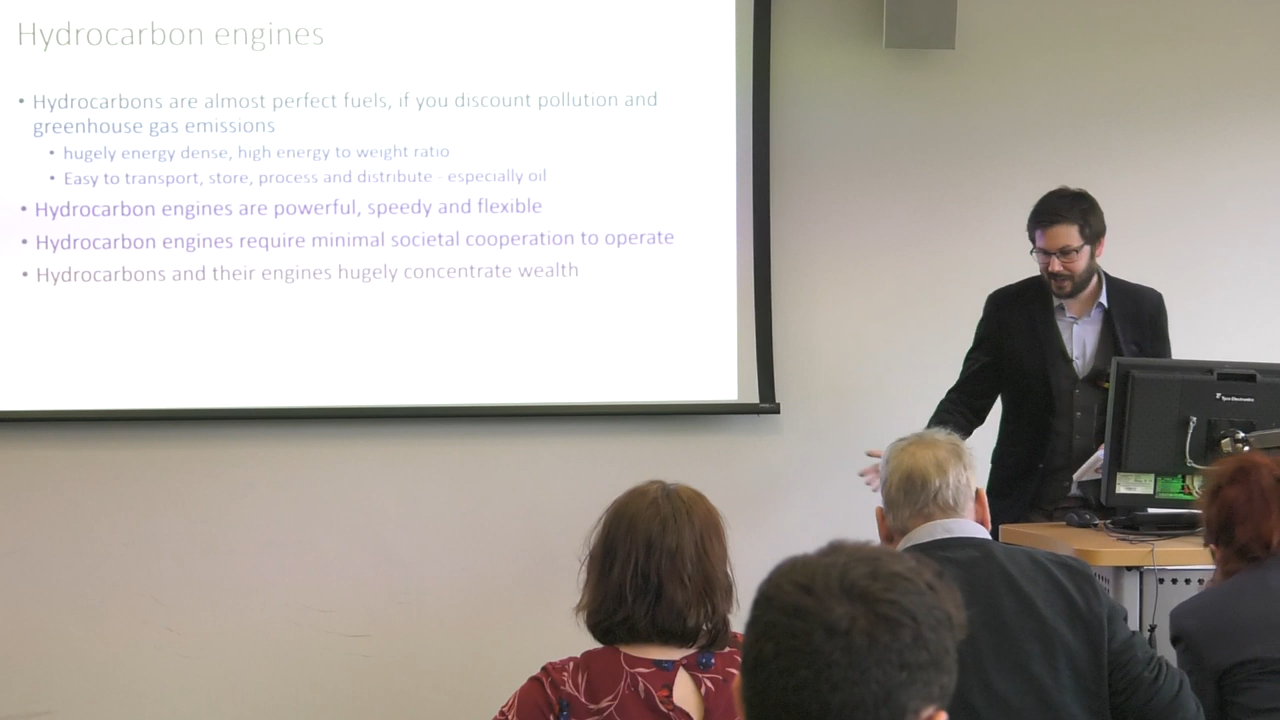 Hydrocarbon engines
• Hydrocarbons are almost perfect fuels, if you discount pollution and
greenhouse gas emissions
• hugely energy dense, high energy to weight ratio
• Easy to transport, store, process and distribute - especially oil
• Hydrocarbon engines are powerful, speedy and flexible
• Hydrocarbon engines require minimal societal cooperation to operate
• Hydrocarbons and their engines hugely concentrate wealth
Tyco Electronics